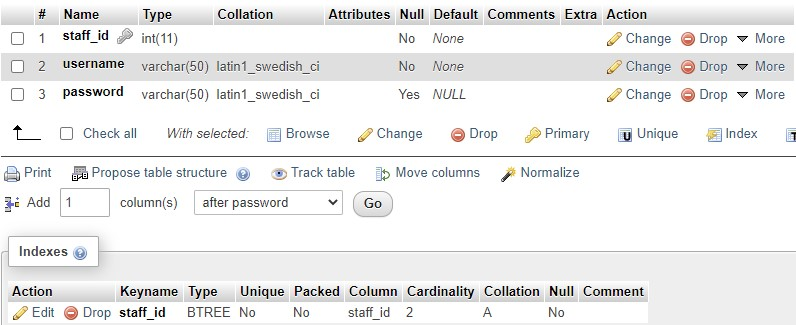 # Name Type Collation Attributes Null Default Comments Extra Action
1 staff_id int(11) No None Change Drop More
2 username varchar(50) latin1_swedish_ci No None Change Drop More
3 password varchar(50) latin1_swedish_ci Yes NULL Change Drop More
Check all With selected: Browse Change Drop Primary Unique Index
Print Propose table structure Track table Move columns Normalize
Add 1 column(s) after password Go
Indexes
Action Keyname Type Unique Packed Column Cardinality Collation Null Comment
Edit Drop staff_id BTREE No No staff_id 2 A No